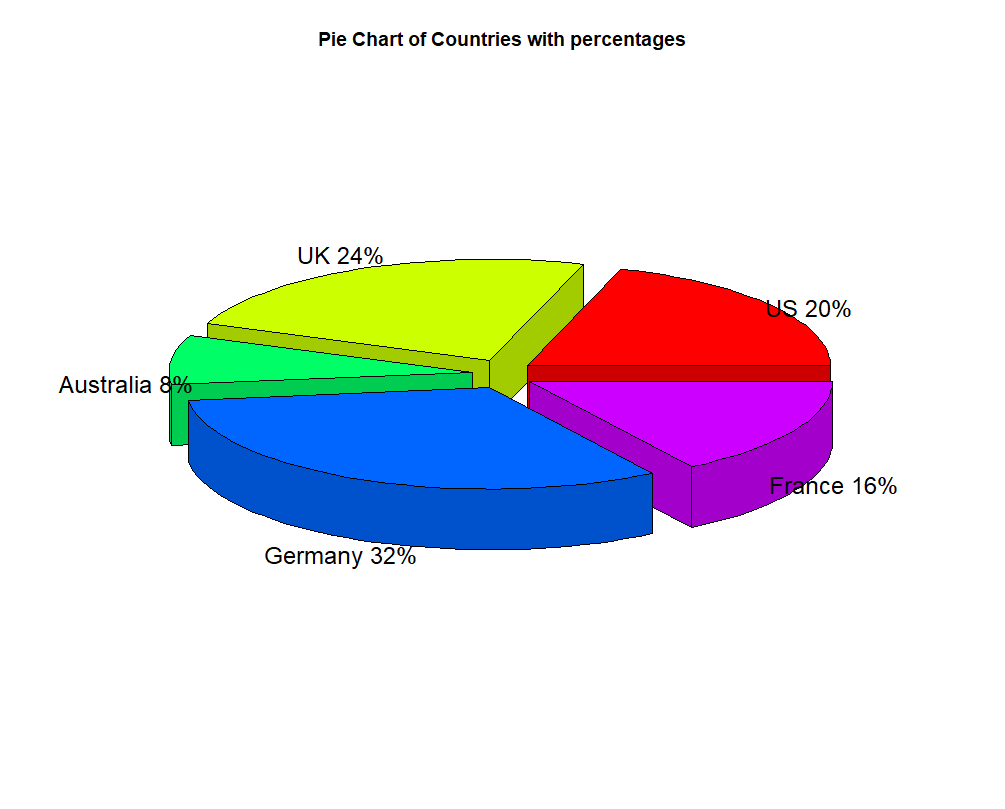 Pie Chart of Countries with percentages
UK 24%
US 20%
Australia 8%
France 16%
Germany 32%